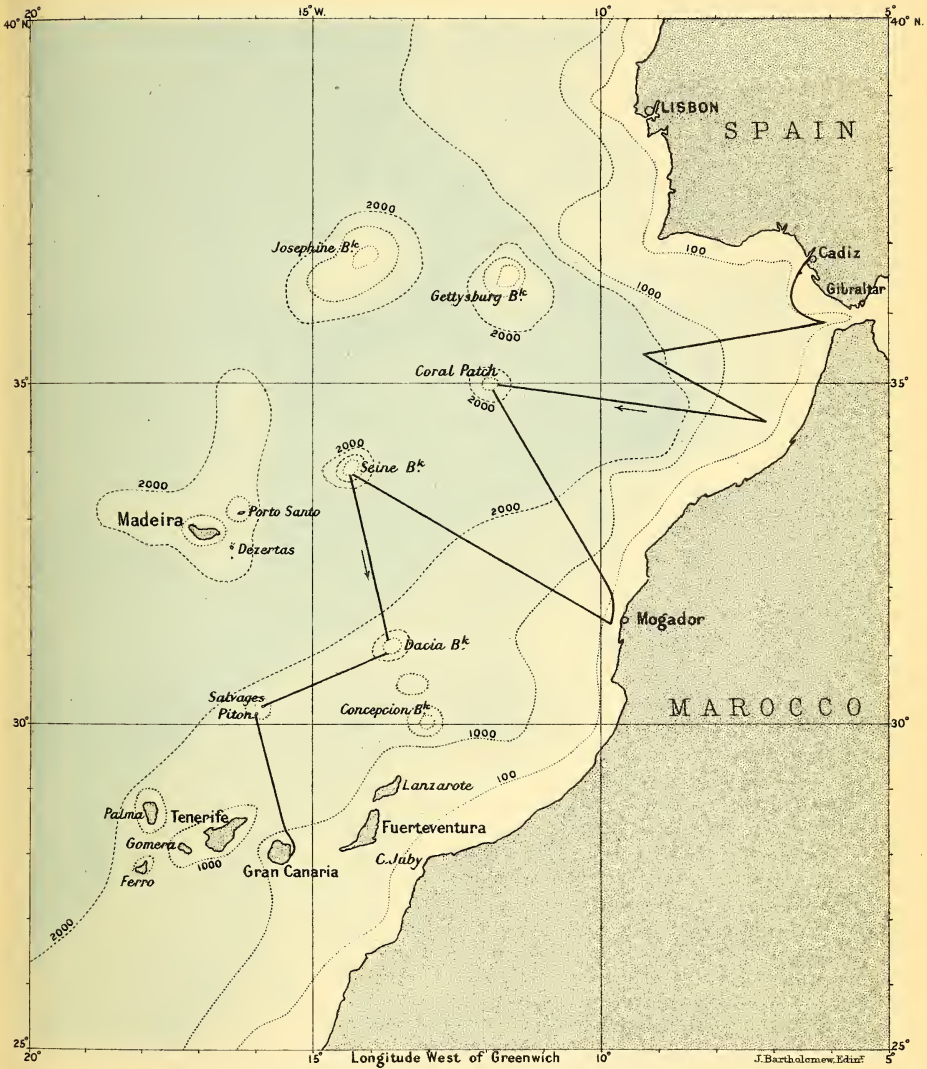 20°
15°W.
10°
5°
40°N.
40°N.
LISBON
SPAIN
2000
Josephine Bk.
100
Cadiz
Gibraltar
1000
Gettysburg Bk.
2000
Coral Patch
35°
35°
2000
2000
Seine Bk.
2000
2000
Madeira
Porto Santo
Dezertas
Mogador
Dacia Bk.
Salvages
Piton
Concepcion Bk.
MAROCCO
30°
30°
1000
100
Lanzarote
Palma
Tenerife
Fuerteventura
Gomera
1000
C. Juby
Gran Canaria
Ferro
2000
25°
25°
20°
15°
Longitude West of Greenwich
10°
J. Bartholomew, Edinr.
5°